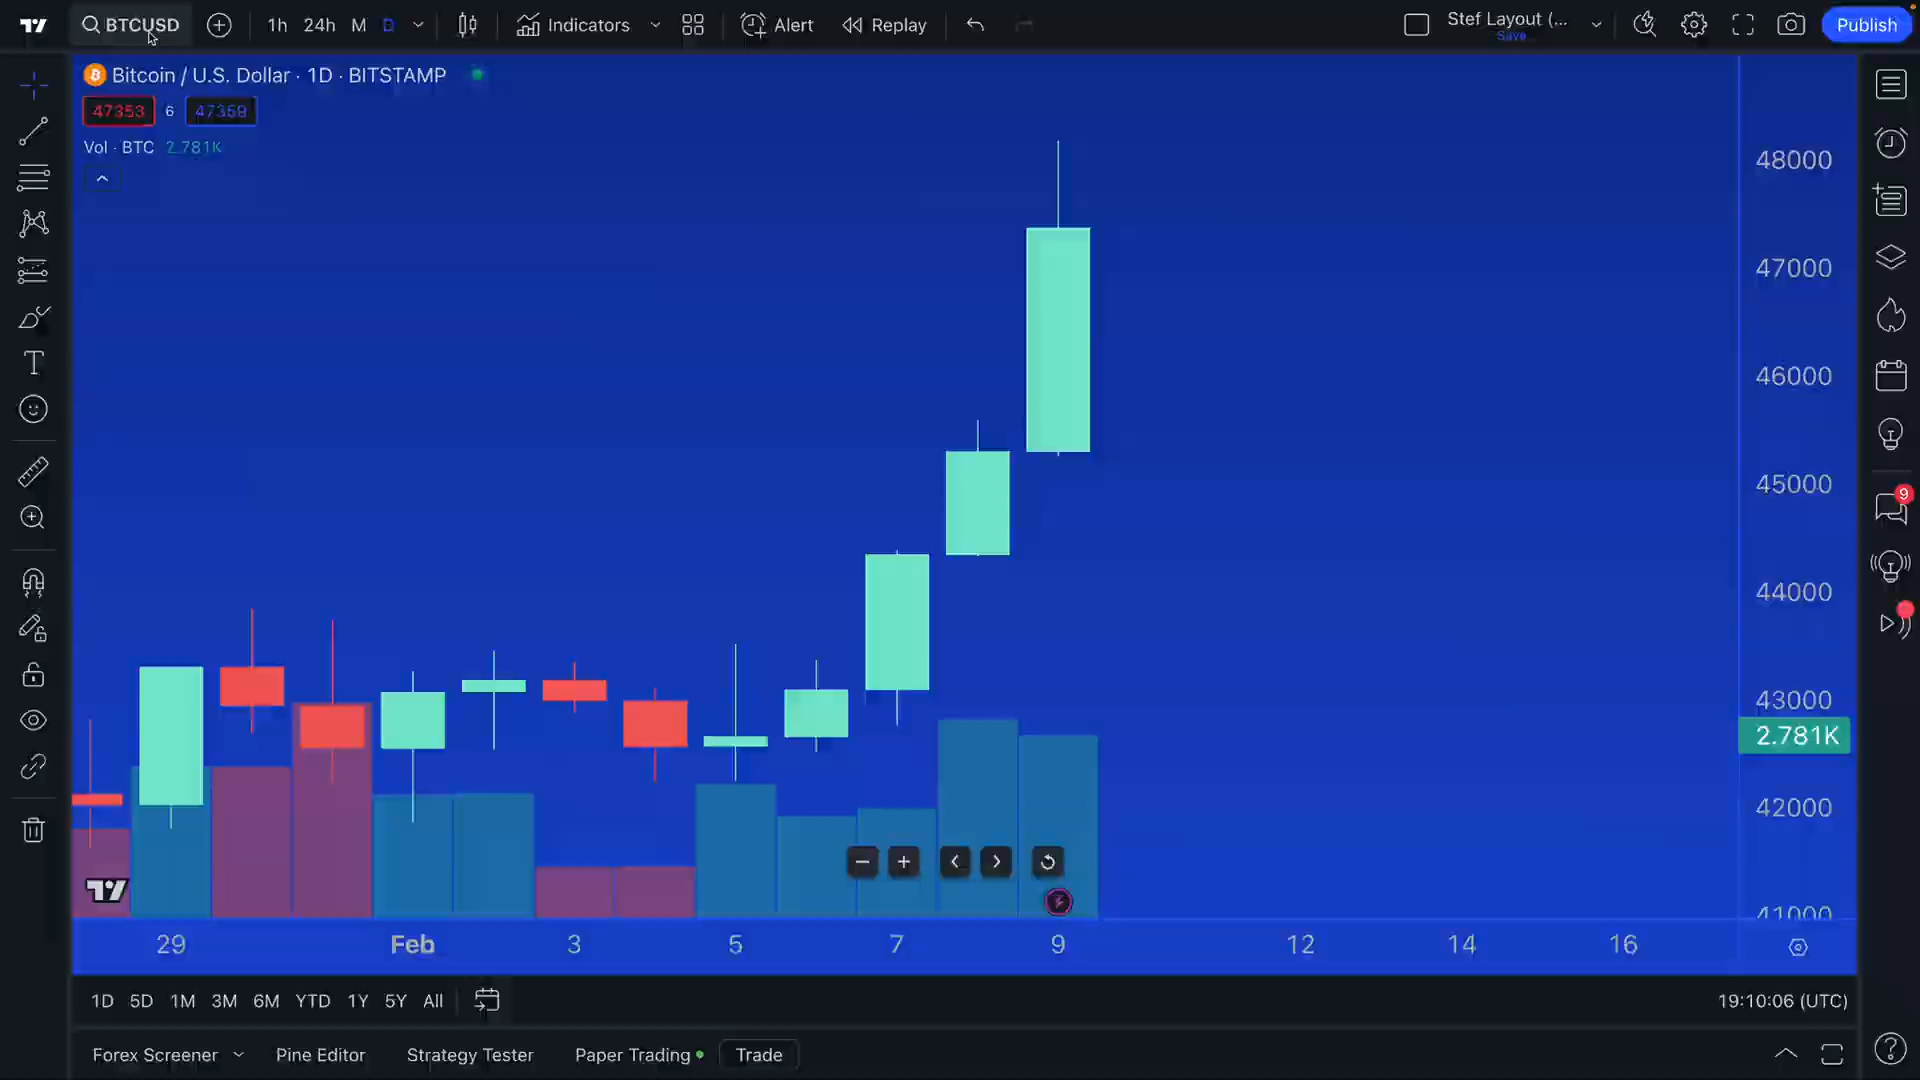 BTCUSD 1h 24h M D Indicators Alert Replay Stef Layout (... Publish
Save
Bitcoin / U.S. Dollar · 1D · BITSTAMP
47353 6 47359
Vol · BTC 2.781K
48000
47000
46000
45000
44000
43000
2.781K
42000
41000
9
29 Feb 3 5 7 9 12 14 16
1D 5D 1M 3M 6M YTD 1Y 5Y All 19:10:06 (UTC)
Forex Screener Pine Editor Strategy Tester Paper Trading Trade